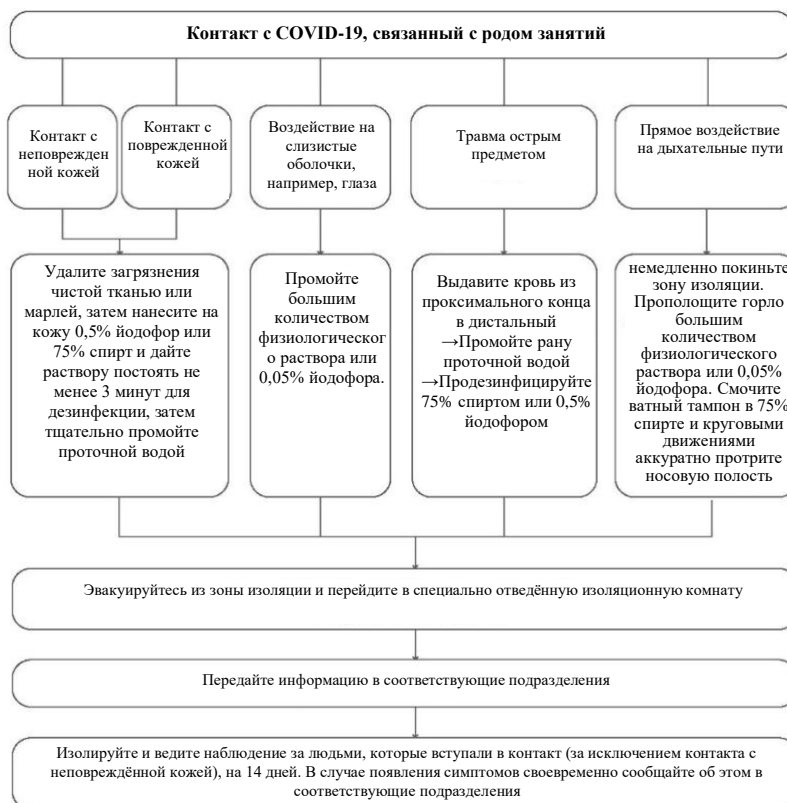 Контакт с COVID-19, связанный с родом занятий
Контакт с
неповрежден
ной кожей
Контакт с
поврежденной
кожей
Воздействие на
слизистые
оболочки,
например, глаза
Травма острым
предметом
Прямое воздействие
на дыхательные пути
Удалите загрязнения
чистой тканью или
марлей, затем нанесите на
кожу 0,5% йодофор или
75% спирт и дайте
раствору постоять не
менее 3 минут для
дезинфекции, затем
тщательно промойте
проточной водой
Промойте
большим
количеством
физиологическог
о раствора или
0,05% йодофора.
Выдавите кровь из
проксимального конца
в дистальный
→Промойте рану
проточной водой
→Продезинфицируйте
75% спиртом или 0,5%
йодофором
немедленно покиньте
зону изоляции.
Прополощите горло
большим
количеством
физиологического
раствора или 0,05%
йодофора. Смочите
ватный тампон в 75%
спирте и круговыми
движениями
аккуратно протрите
носовую полость
Эвакуируйтесь из зоны изоляции и перейдите в специально отведённую изоляционную комнату
Передайте информацию в соответствующие подразделения
Изолируйте и ведите наблюдение за людьми, которые вступали в контакт (за исключением контакта с
неповреждённой кожей), на 14 дней. В случае появления симптомов своевременно сообщайте об этом в
соответствующие подразделения